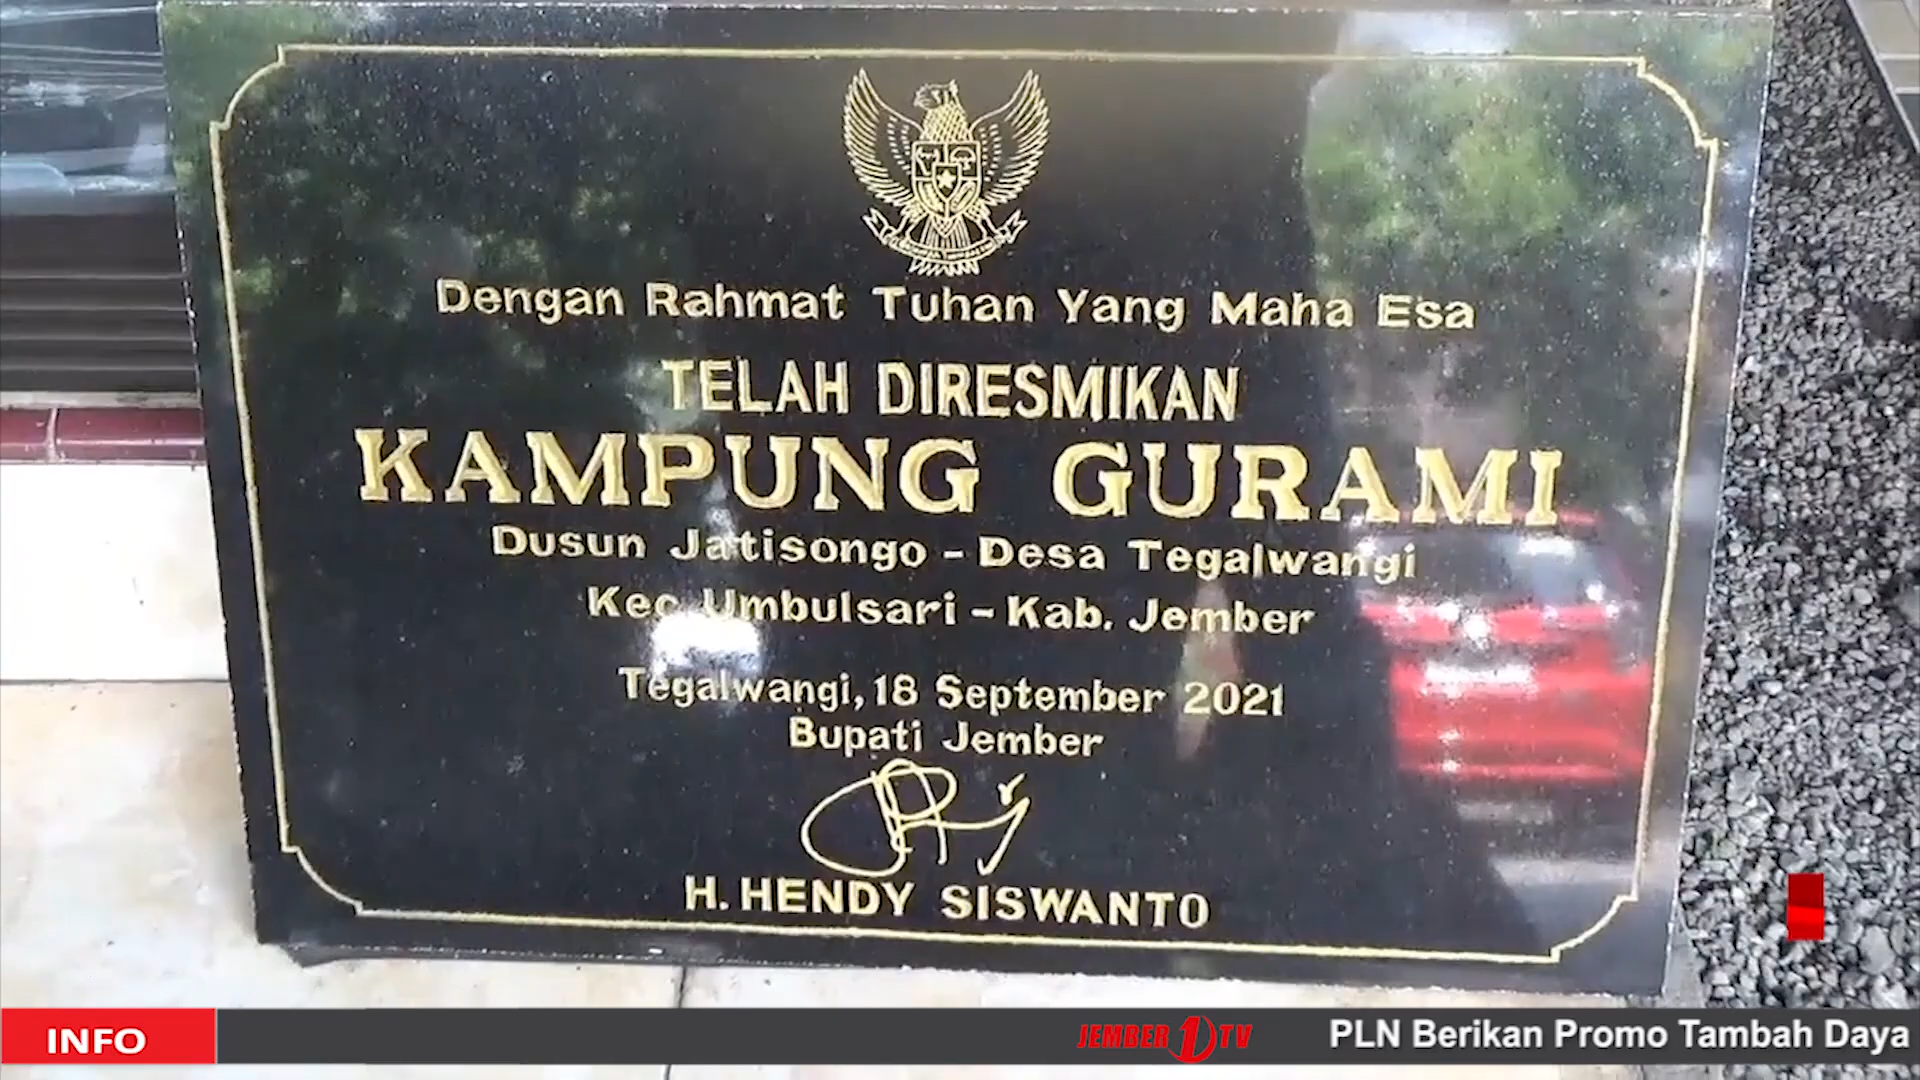 Dengan Rahmat Tuhan Yang Maha Esa
TELAH DIRESMIKAN
KAMPUNG GURAMI
Dusun Jatisongo - Desa Tegalwangi
Kec Umbulsari - Kab. Jember
Tegalwangi, 18 September 2021
Bupati Jember
H. HENDY SISWANTO
INFO
JEMBER 1 TV
PLN Berikan Promo Tambah Daya